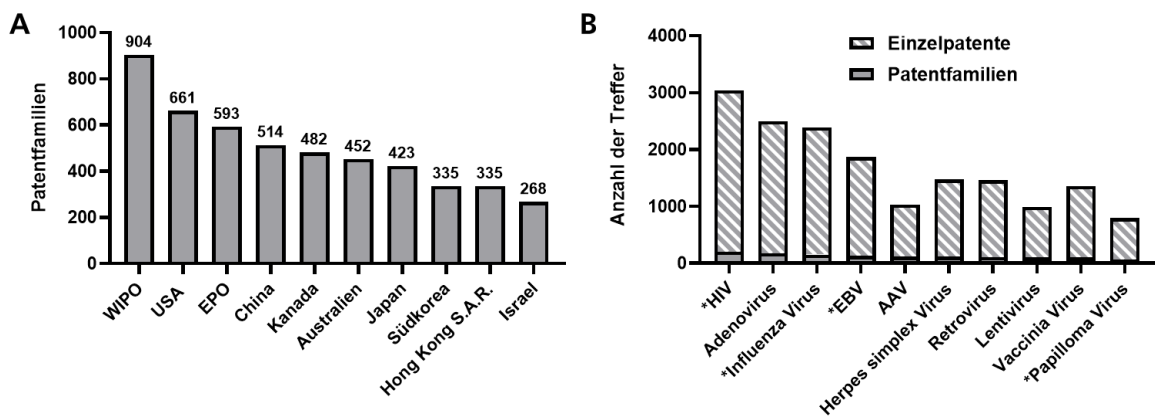 A
Patentfamilien
1000
800
600
400
200
0
904
661
593
514
482
452
423
335
335
268
WIPO
USA
EPO
China
Kanada
Australien
Japan
Südkorea
Hong Kong S.A.R.
Israel
B
Anzahl der Treffer
4000
3000
2000
1000
0
Einzelpatente
Patentfamilien
*HIV
Adenovirus
*Influenza Virus
*EBV
AAV
Herpes simplex Virus
Retrovirus
Lentivirus
Vaccinia Virus
*Papilloma Virus